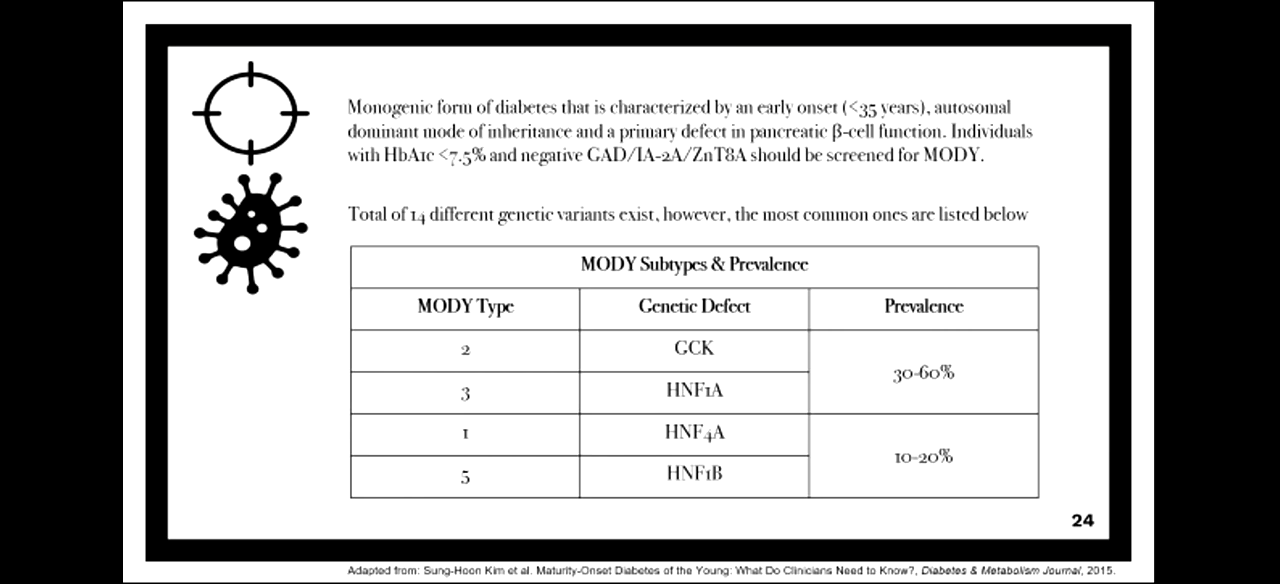 Monogenic form of diabetes that is characterized by an early onset (<35 years), autosomal
dominant mode of inheritance and a primary defect in pancreatic β-cell function. Individuals
with HbA1c <7.5% and negative GAD/IA-2A/ZnT8A should be screened for MODY.
Total of 14 different genetic variants exist, however, the most common ones are listed below
MODY Subtypes & Prevalence
MODY Type Genetic Defect Prevalence
2 GCK
30-60%
3 HNF1A
1 HNF4A
10-20%
5 HNF1B
24
Adapted from: Sung-Hoon Kim et al. Maturity-Onset Diabetes of the Young: What Do Clinicians Need to Know?, Diabetes & Metabolism Journal, 2015.